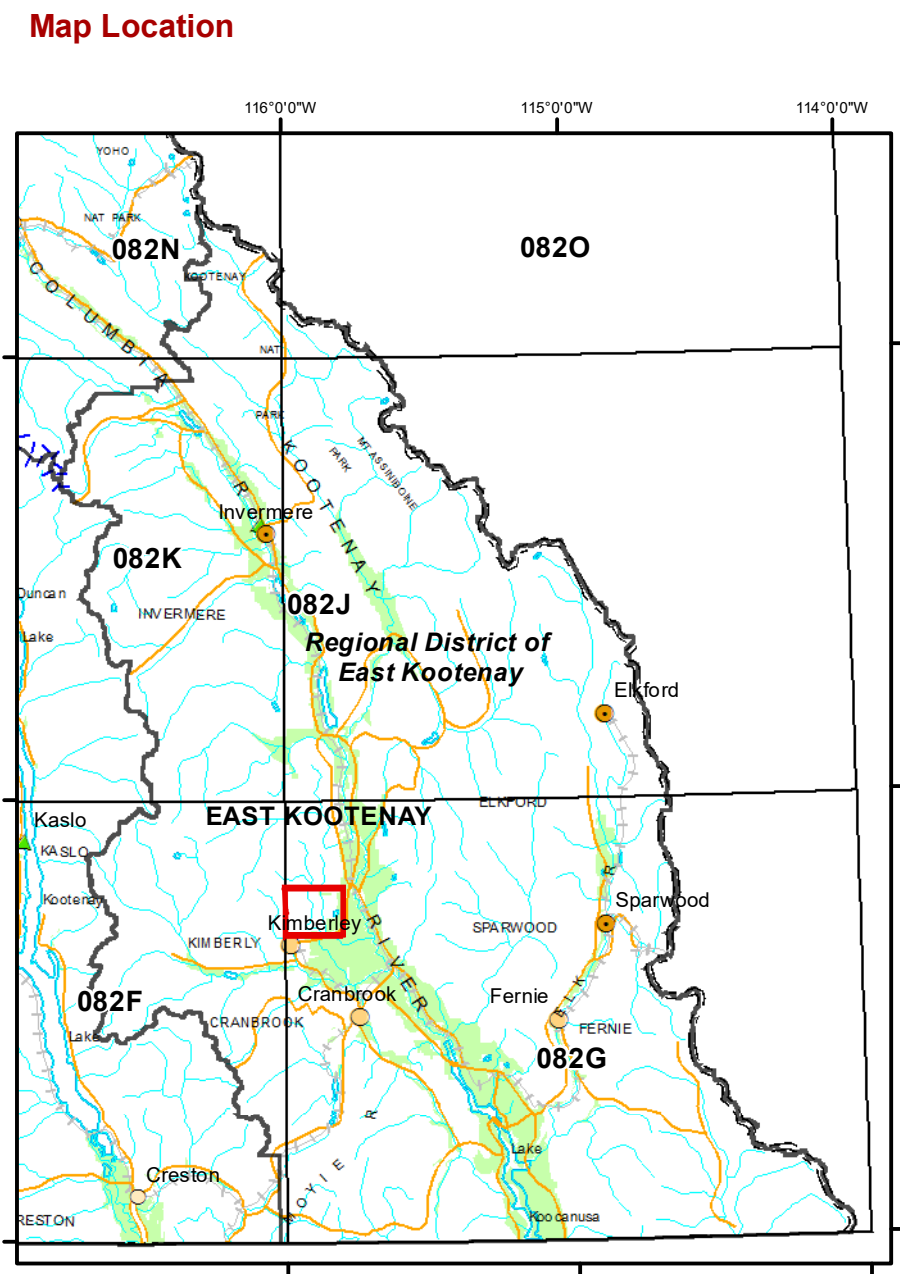 Map Location
116°0'0"W
115°0'0"W
114°0'0"W
YOHO
NAT PARK
082N
082O
KOOTENAY
COLUMBIA
NAT
PARK
MT ASSINIBOINE
PARK
KOOTENAY
R
Invermere
082K
Duncan
082J
INVERMERE
Lake
Regional District of
East Kootenay
Elkford
ELKFORD
EAST KOOTENAY
Kaslo
KASLO
Kootenay
R
Sparwood
Kimberley
RIVER
SPARWOOD
KIMBERLY
082F
Cranbrook
Fernie
ELK
CRANBROOK
FERNIE
Lake
082G
MOYIE R
Lake
Creston
RESTON
Koocanusa